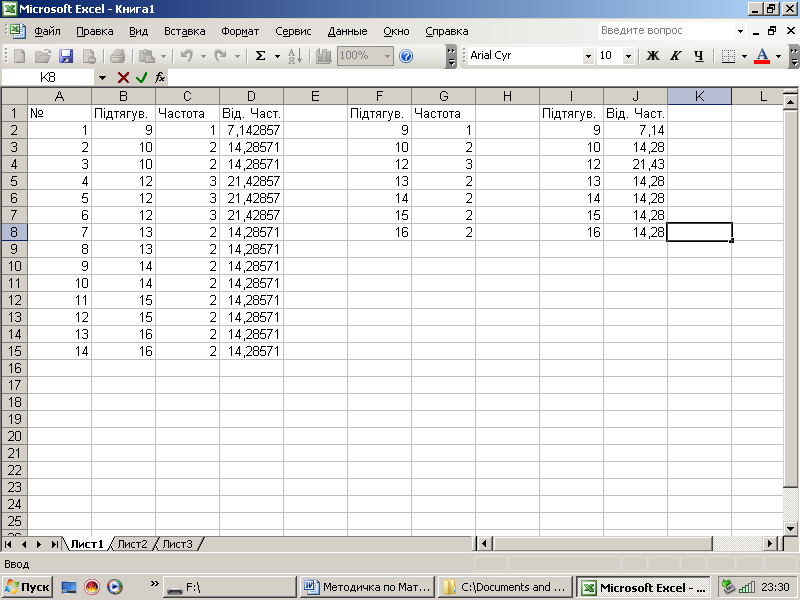 Microsoft Excel - Книга1
Файл Правка Вид Вставка Формат Сервис Данные Окно Справка Введите вопрос
100% Arial Cyr 10 Ж К Ч
K8 fx
A B C D E F G H I J K L
1 № Підтягув. Частота Від. Част. Підтягув. Частота Підтягув. Від. Част.
2 1 9 1 7,142857 9 1 9 7,14
3 2 10 2 14,28571 10 2 10 14,28
4 3 10 2 14,28571 12 3 12 21,43
5 4 12 3 21,42857 13 2 13 14,28
6 5 12 3 21,42857 14 2 14 14,28
7 6 12 3 21,42857 15 2 15 14,28
8 7 13 2 14,28571 16 2 16 14,28
9 8 13 2 14,28571
10 9 14 2 14,28571
11 10 14 2 14,28571
12 11 15 2 14,28571
13 12 15 2 14,28571
14 13 16 2 14,28571
15 14 16 2 14,28571
16
17
18
19
20
21
22
23
24
25
Лист1 Лист2 Лист3
Ввод
Пуск » F:\ Методичка по Мат... C:\Documents and ... Microsoft Excel - ... 23:30